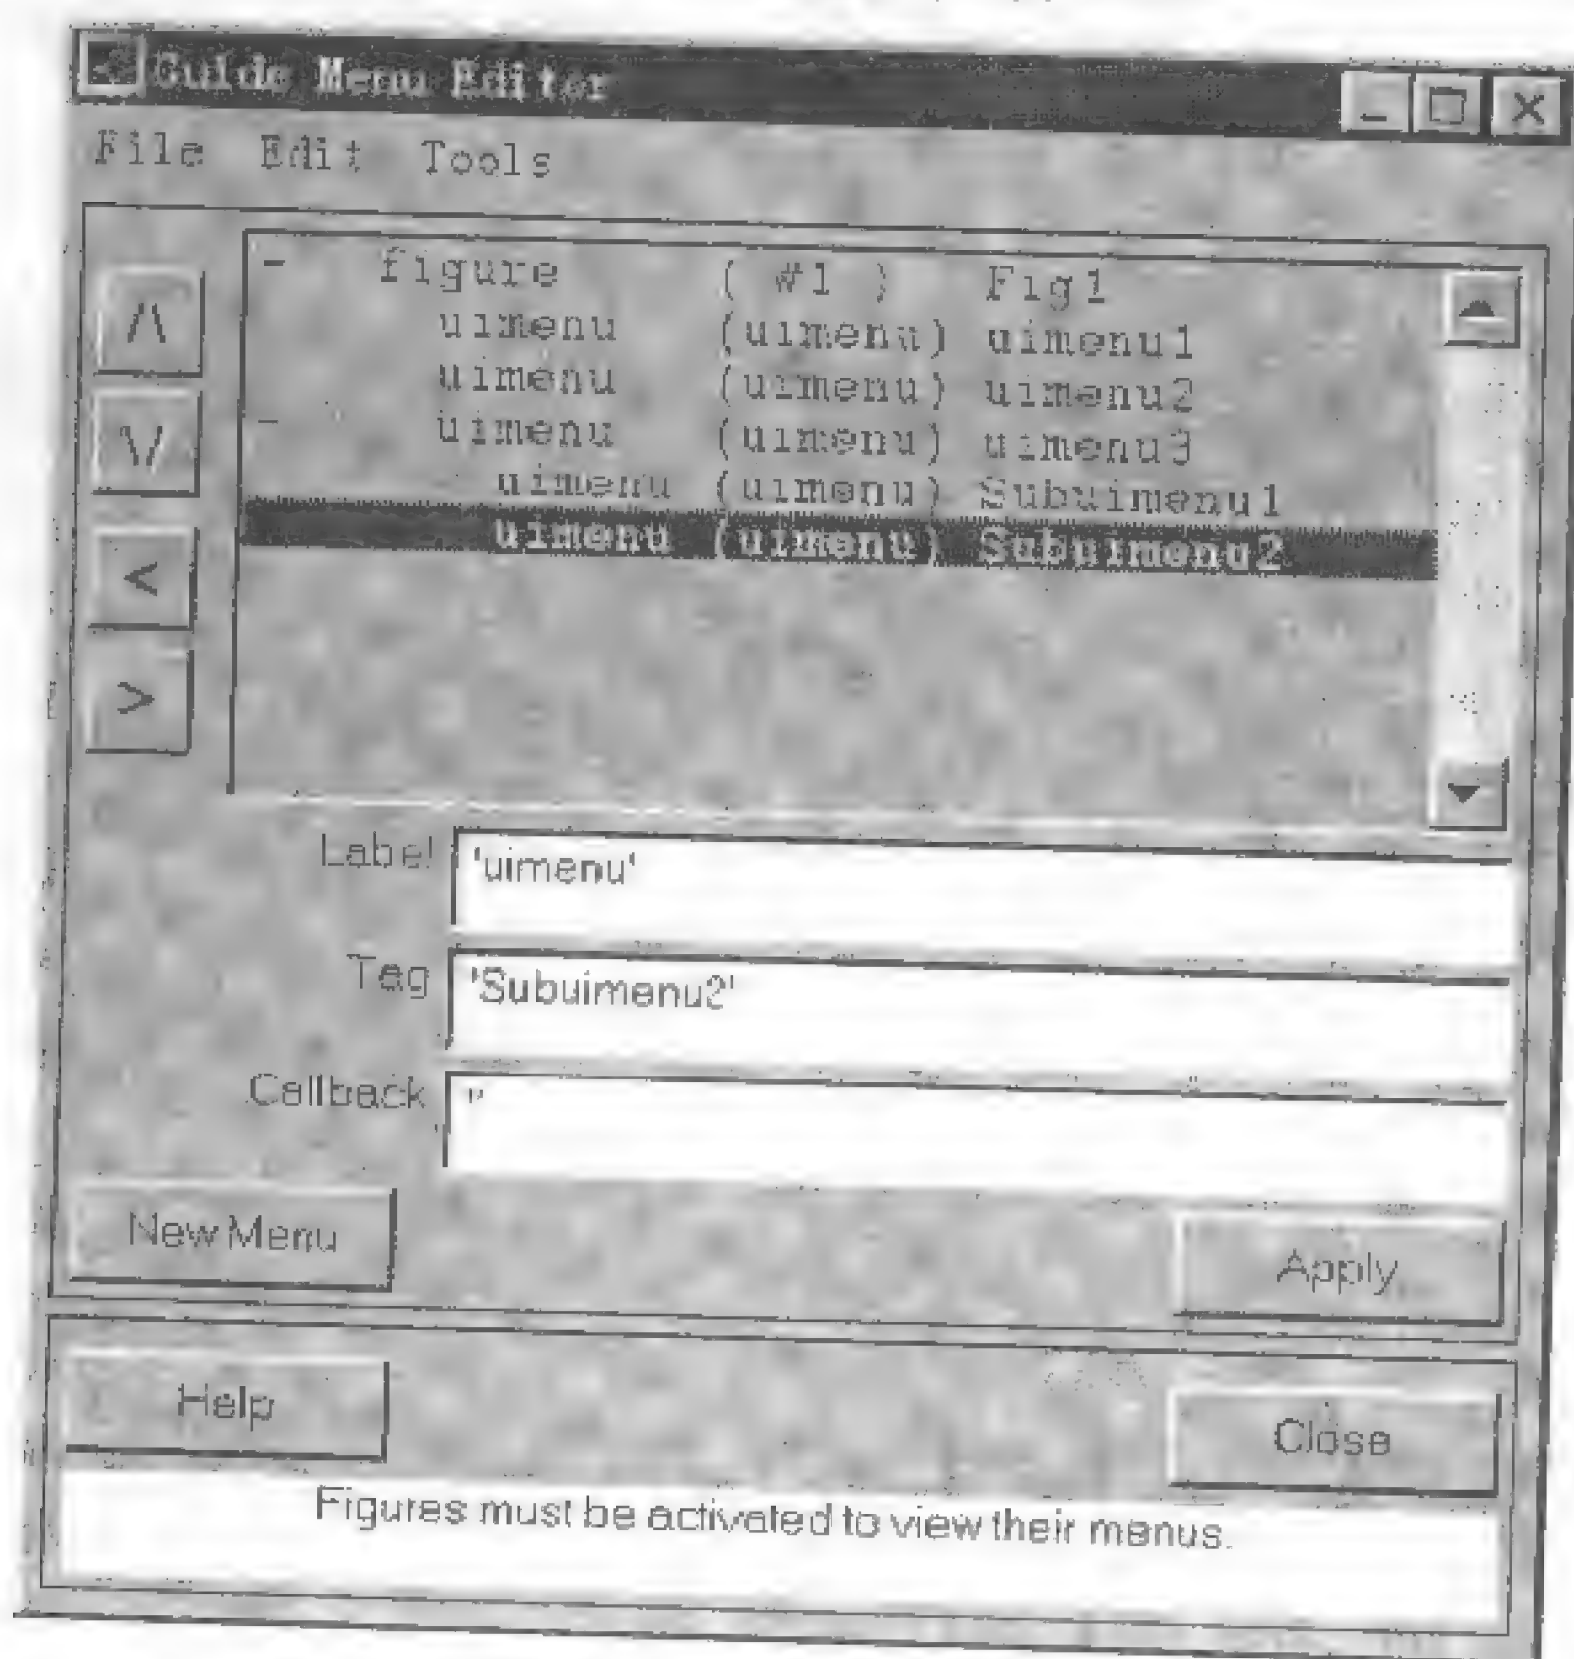 Guide Menu Editor
File Edit Tools
- figure ( #1 ) Fig1
uimenu (uimenu) uimenu1
uimenu (uimenu) uimenu2
- uimenu (uimenu) uimenu3
uimenu (uimenu) Subuimenu1
uimenu (uimenu) Subuimenu2
/\
\/
<
>
Label 'uimenu'
Tag 'Subuimenu2'
Callback ''
New Menu Apply
Help Close
Figures must be activated to view their menus.